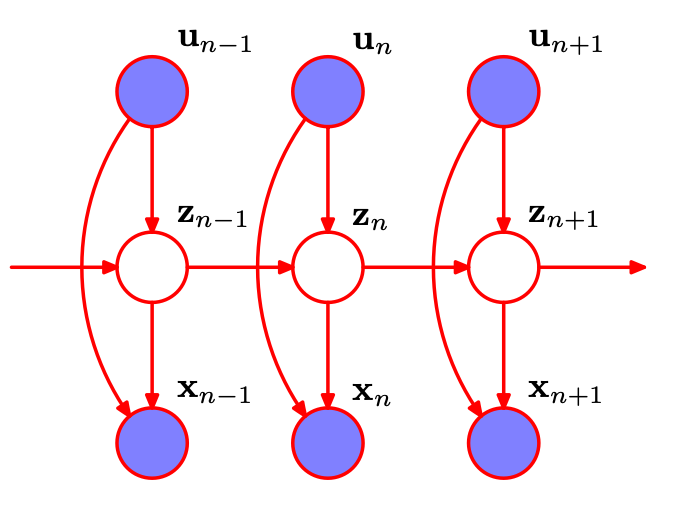 u_{n−1} u_n u_{n+1}
z_{n−1} z_n z_{n+1}
x_{n−1} x_n x_{n+1}